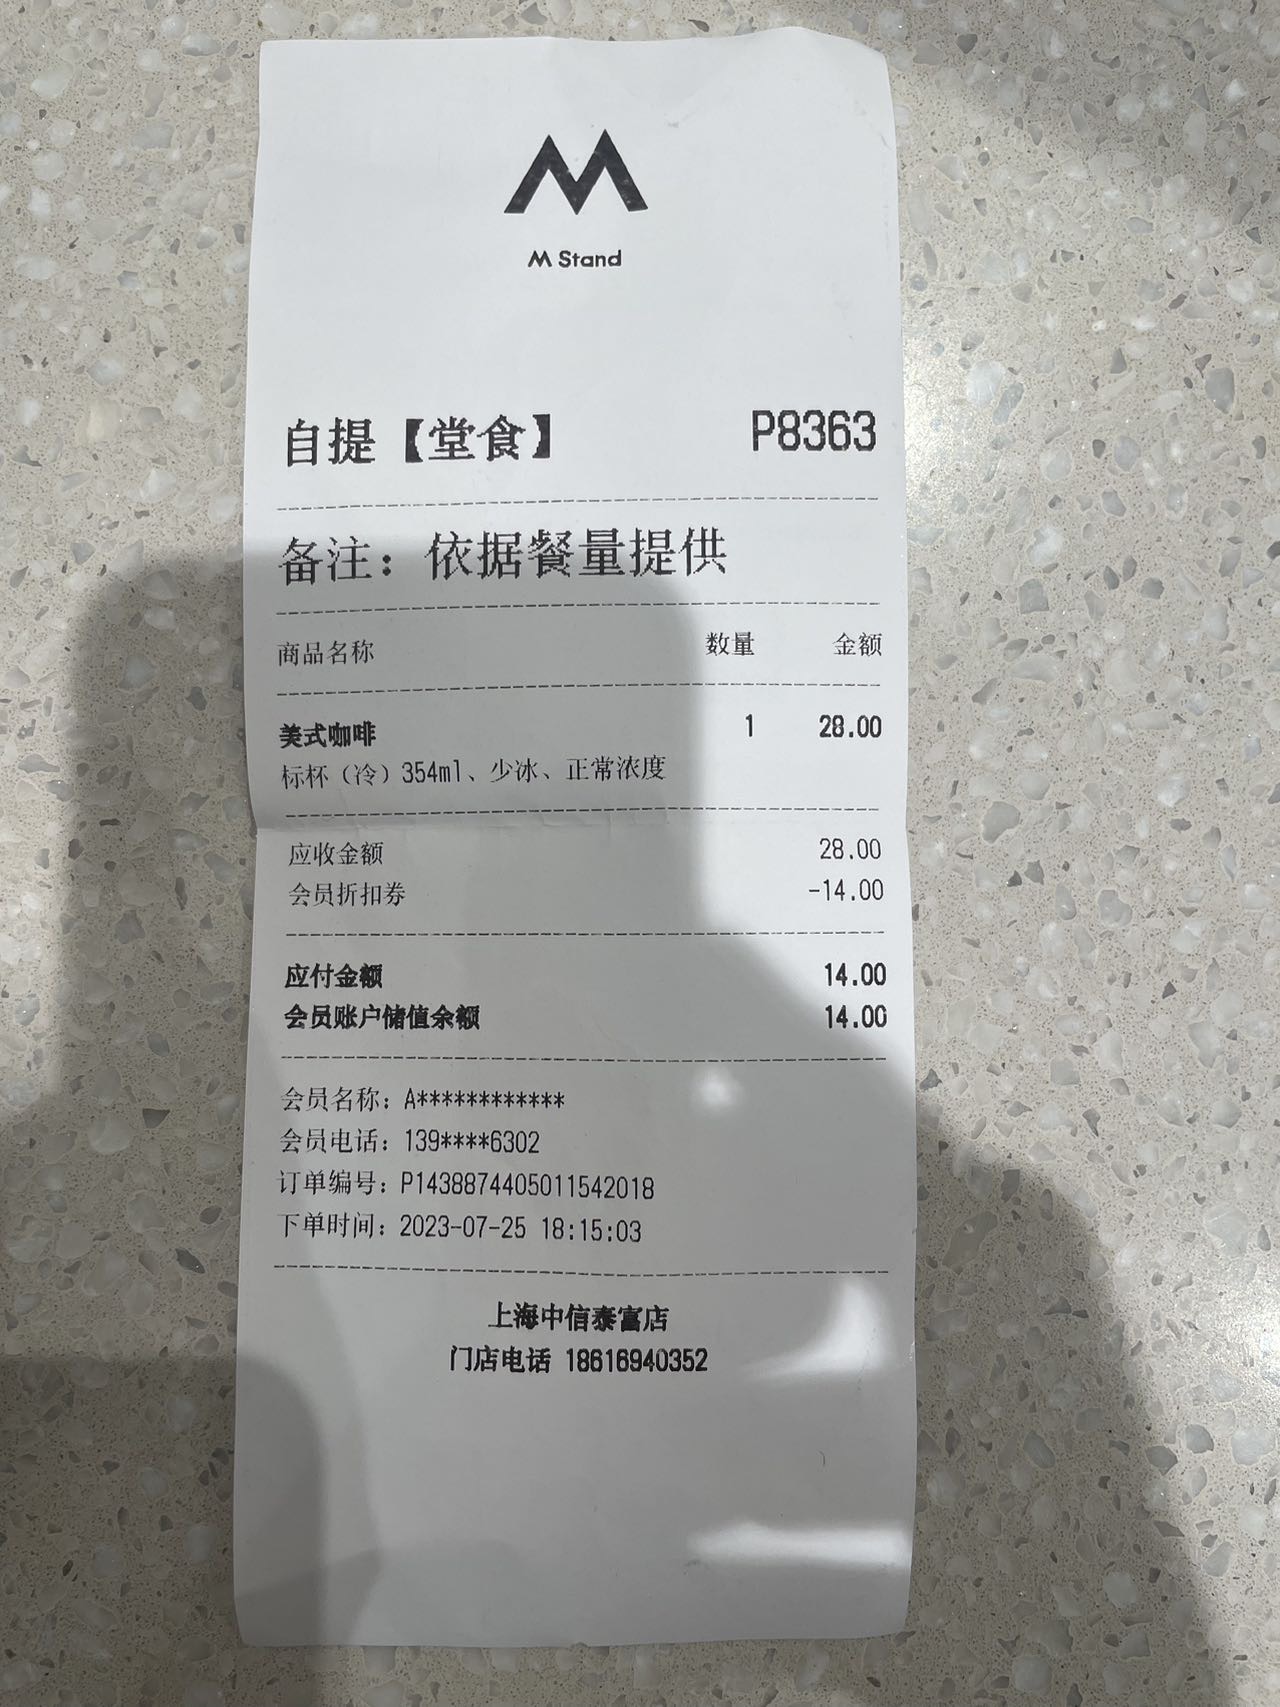 M Stand
自提【堂食】 P8363
备注：依据餐量提供
商品名称 数量 金额
美式咖啡 1 28.00
标杯（冷）354ml、少冰、正常浓度
应收金额 28.00
会员折扣券 -14.00
应付金额 14.00
会员账户储值余额 14.00
会员名称：A************
会员电话：139****6302
订单编号：P1438874405011542018
下单时间：2023-07-25 18:15:03
上海中信泰富店
门店电话 18616940352